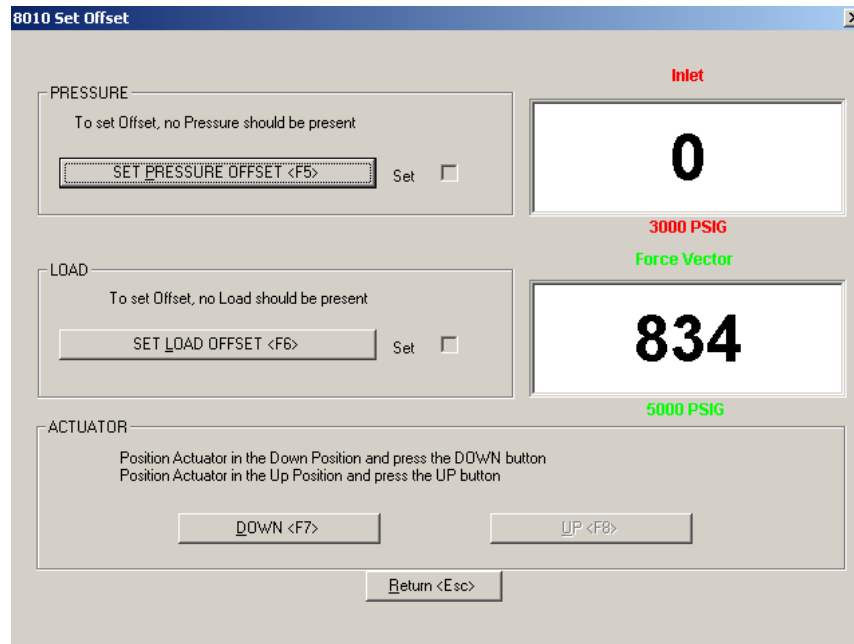 8010 Set Offset
PRESSURE
To set Offset, no Pressure should be present
SET PRESSURE OFFSET <F5>
Set
Inlet
0
3000 PSIG
LOAD
To set Offset, no Load should be present
SET LOAD OFFSET <F6>
Set
Force Vector
834
5000 PSIG
ACTUATOR
Position Actuator in the Down Position and press the DOWN button
Position Actuator in the Up Position and press the UP button
DOWN <F7>
UP <F8>
Return <Esc>